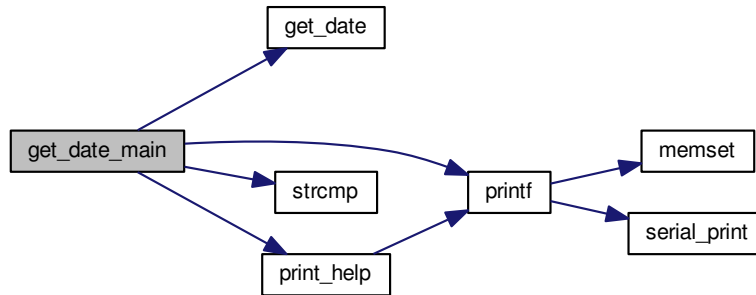 get_date
get_date_main
memset
strcmp
printf
serial_print
print_help